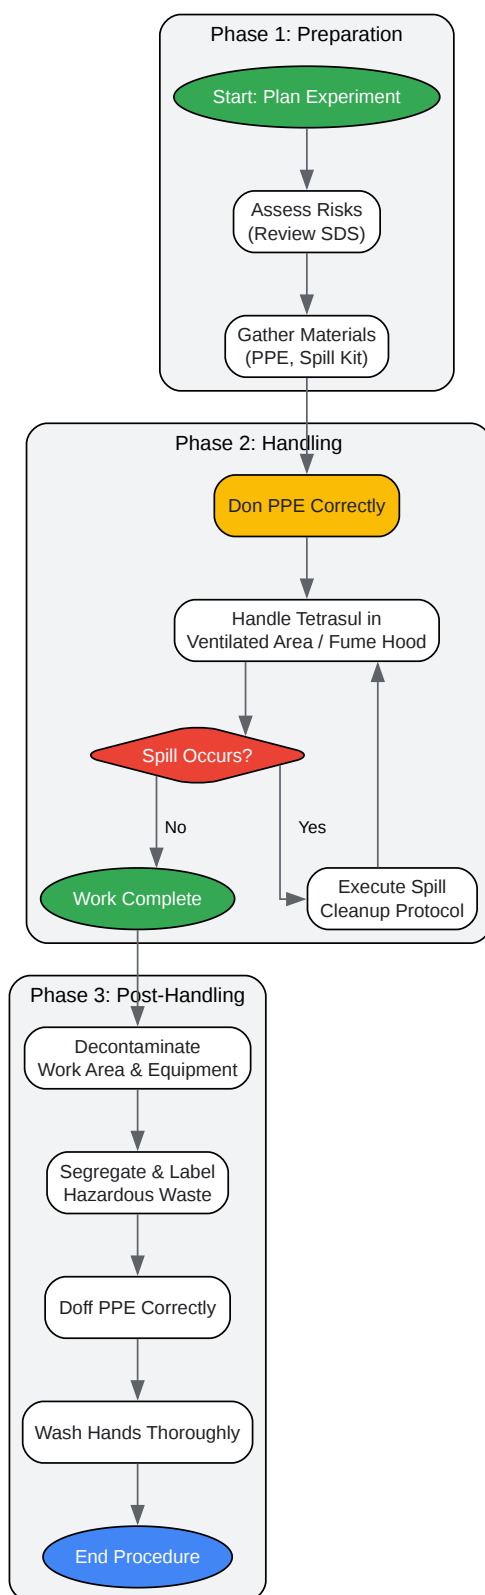 Phase 1: Preparation
Start: Plan Experiment
Assess Risks
(Review SDS)
Gather Materials
(PPE, Spill Kit)
Phase 2: Handling
Don PPE Correctly
Handle Tetrasul in
Ventilated Area / Fume Hood
Spill Occurs?
No
Yes
Work Complete
Execute Spill
Cleanup Protocol
Phase 3: Post-Handling
Decontaminate
Work Area & Equipment
Segregate & Label
Hazardous Waste
Doff PPE Correctly
Wash Hands Thoroughly
End Procedure